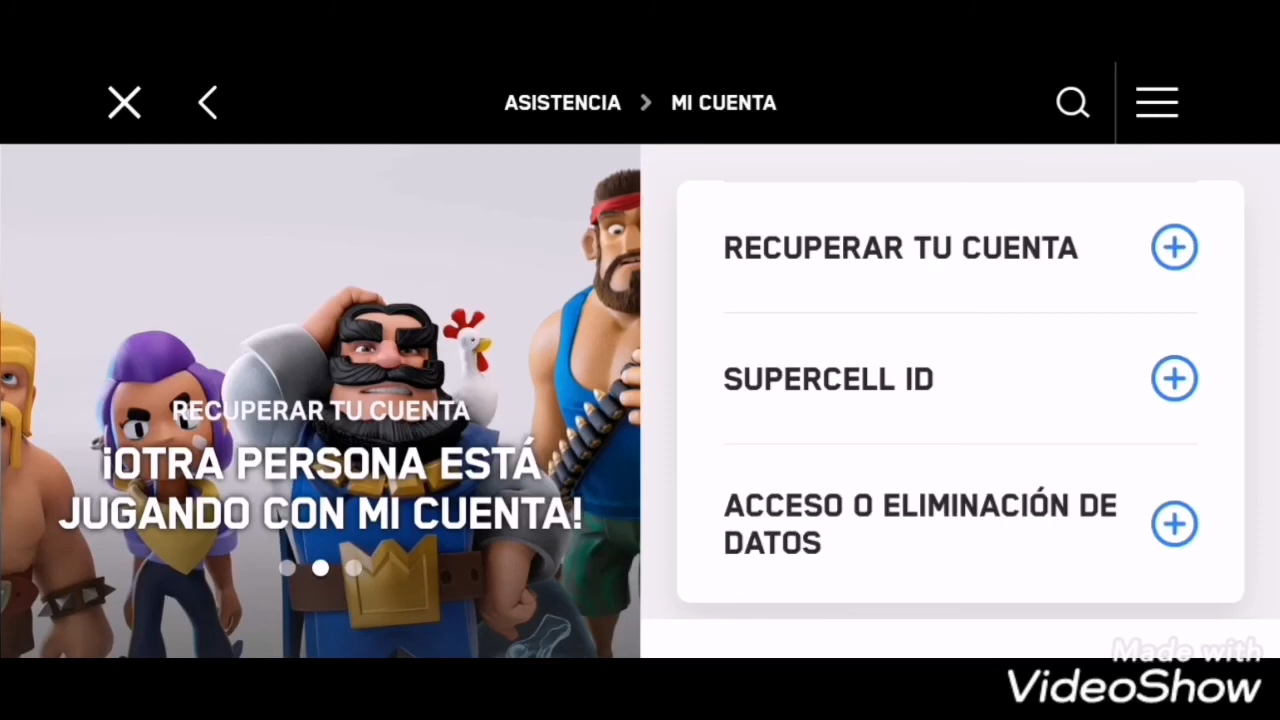 ASISTENCIA > MI CUENTA
RECUPERAR TU CUENTA
¡OTRA PERSONA ESTÁ
JUGANDO CON MI CUENTA!
RECUPERAR TU CUENTA
SUPERCELL ID
ACCESO O ELIMINACIÓN DE
DATOS
Made with
VideoShow